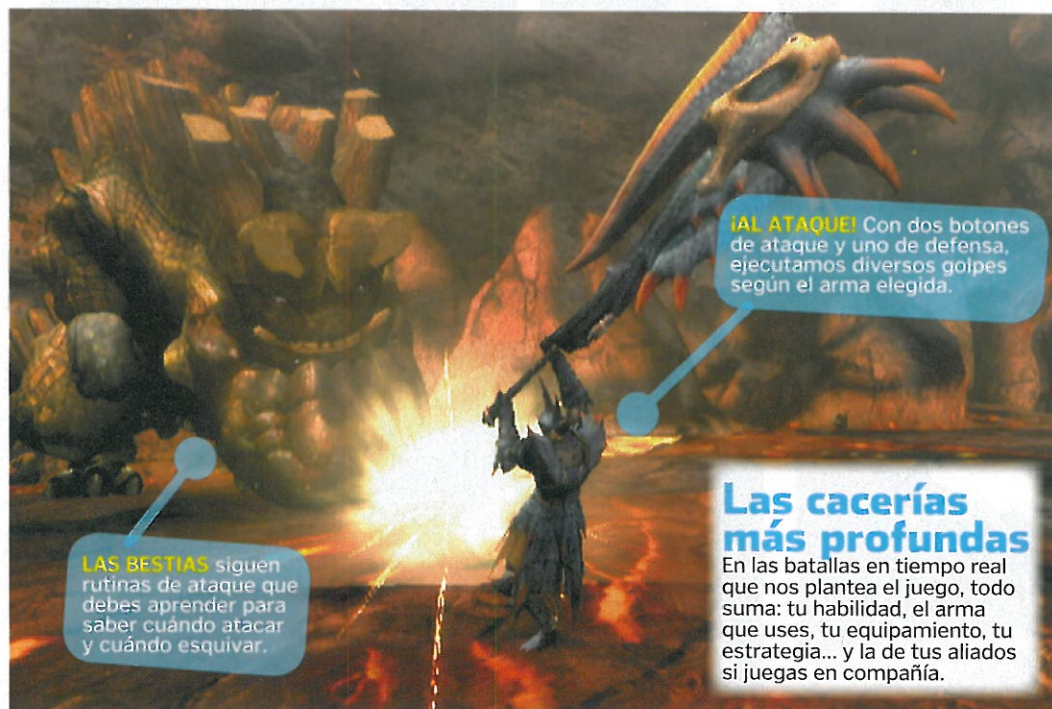 ¡AL ATAQUE! Con dos botones
de ataque y uno de defensa,
ejecutamos diversos golpes
según el arma elegida.
LAS BESTIAS siguen
rutinas de ataque que
debes aprender para
saber cuándo atacar
y cuándo esquivar.
Las cacerías
más profundas
En las batallas en tiempo real
que nos plantea el juego, todo
suma: tu habilidad, el arma
que uses, tu equipamiento, tu
estrategia... y la de tus aliados
si juegas en compañía.